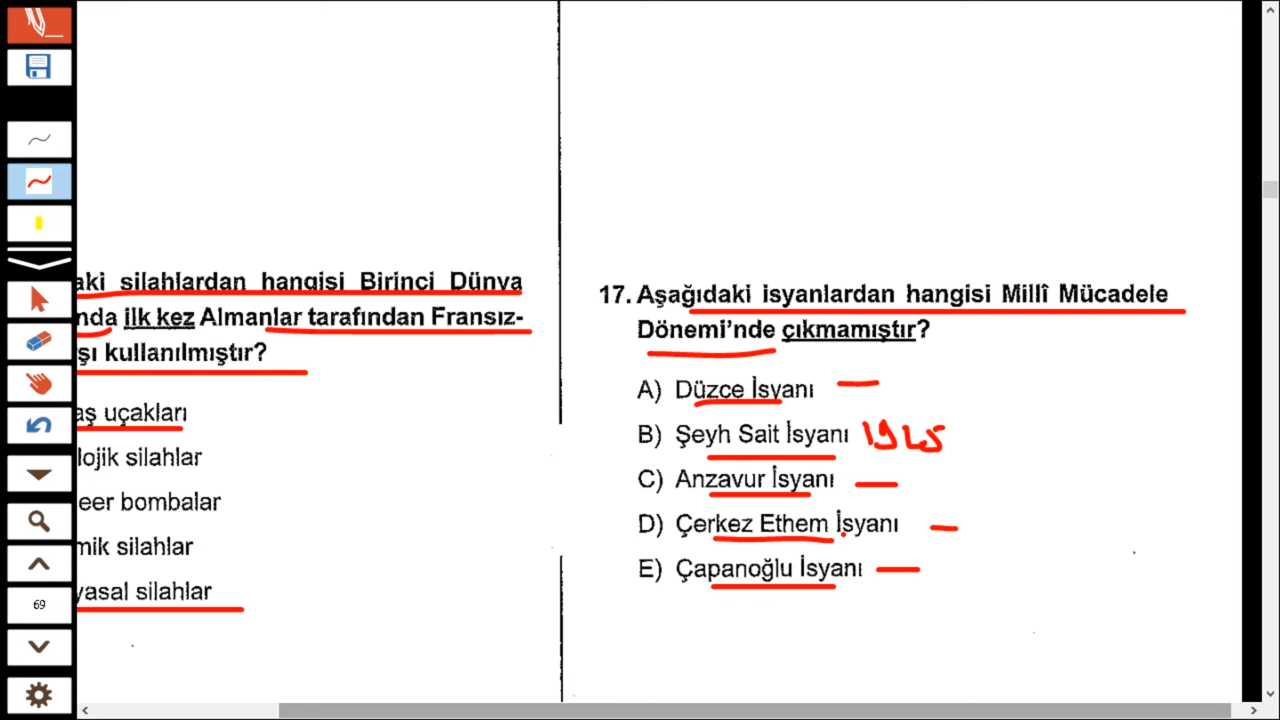 69
aki silahlardan hangisi Birinci Dünya
nda ilk kez Almanlar tarafından Fransız-
şı kullanılmıştır?
aş uçakları
lojik silahlar
eer bombalar
mik silahlar
yasal silahlar
17. Aşağıdaki isyanlardan hangisi Millî Mücadele
Dönemi'nde çıkmamıştır?
A) Düzce İsyanı
B) Şeyh Sait İsyanı 1925
C) Anzavur İsyanı
D) Çerkez Ethem İsyanı
E) Çapanoğlu İsyanı